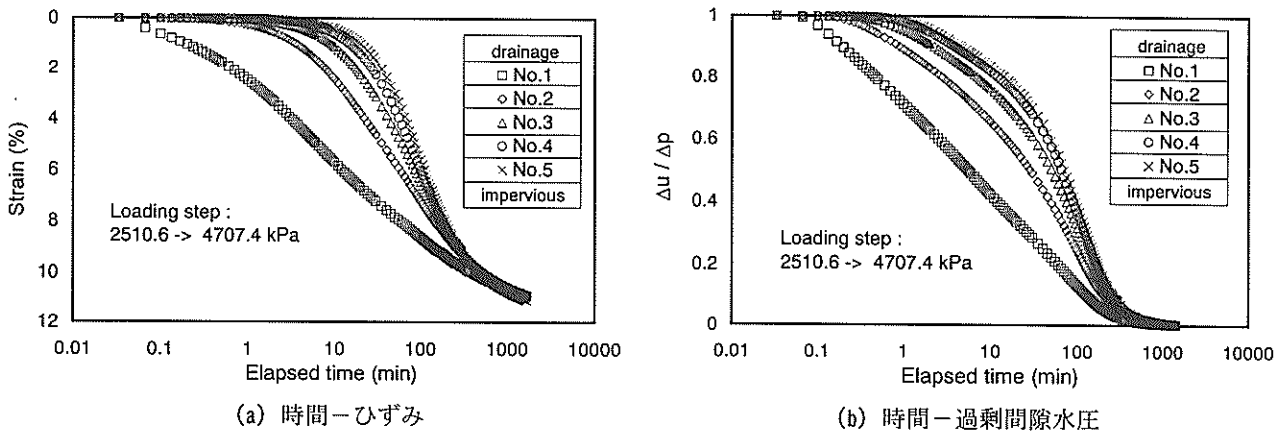 0
2
4
6
8
10
12
Strain (%)
drainage
□ No.1
◇ No.2
△ No.3
○ No.4
× No.5
impervious
Loading step :
2510.6 -> 4707.4 kPa
0.01
0.1
1
10
100
1000
10000
Elapsed time (min)
(a) 時間－ひずみ
1
0.8
0.6
0.4
0.2
0
Δu / Δp
drainage
□ No.1
◇ No.2
△ No.3
○ No.4
× No.5
impervious
Loading step :
2510.6 -> 4707.4 kPa
0.01
0.1
1
10
100
1000
10000
Elapsed time (min)
(b) 時間－過剰間隙水圧